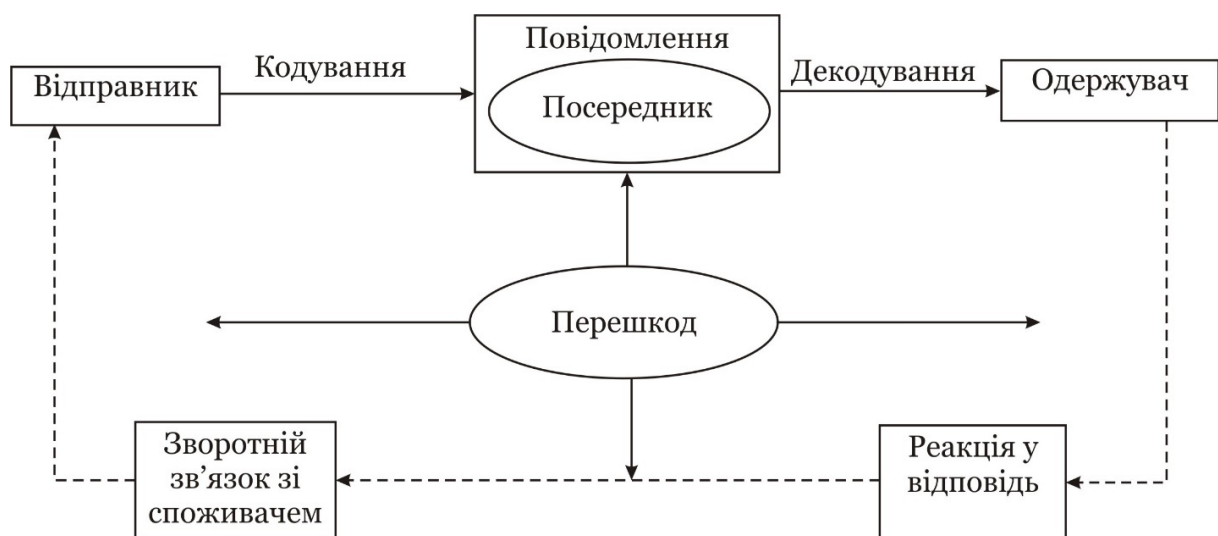 Повідомлення
Відправник
Кодування
Посередник
Декодування
Одержувач
Перешкод
Зворотній
зв’язок зі
споживачем
Реакція у
відповідь